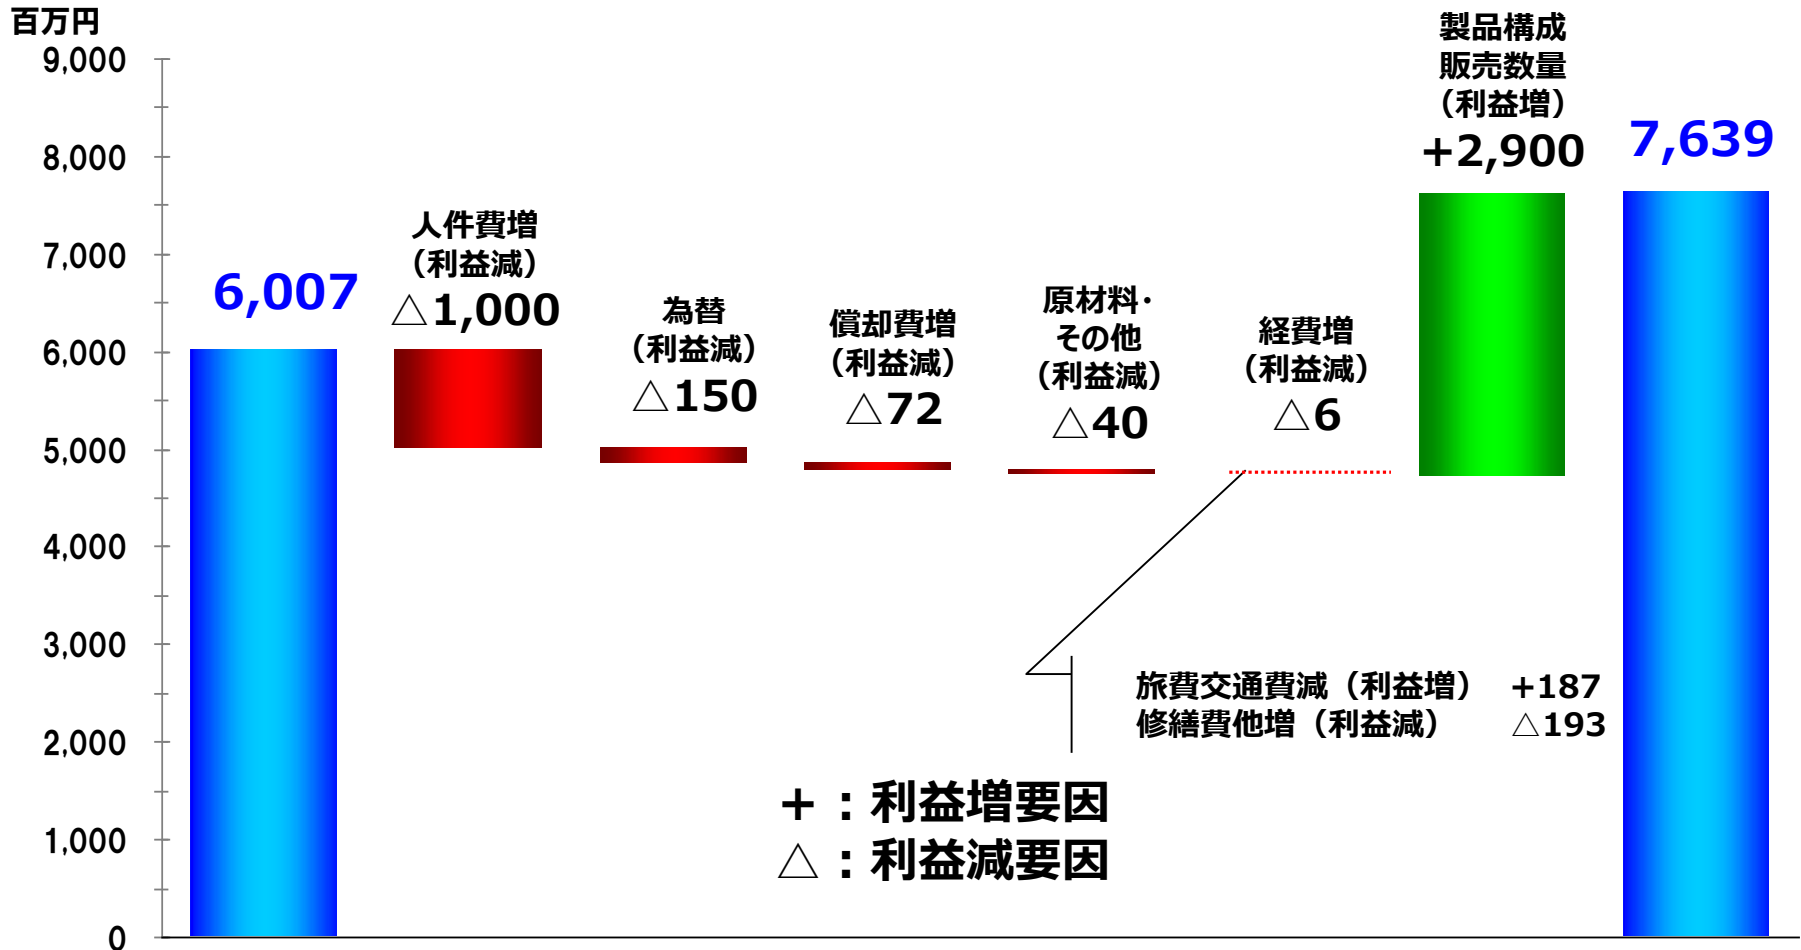 百万円
9,000
8,000
7,000
6,000
5,000
4,000
3,000
2,000
1,000
0
6,007
人件費増
（利益減）
△1,000
為替
（利益減）
△150
償却費増
（利益減）
△72
原材料・
その他
（利益減）
△40
経費増
（利益減）
△6
製品構成
販売数量
（利益増）
+2,900
7,639
旅費交通費減（利益増） +187
修繕費他増（利益減） △193
+：利益増要因
△：利益減要因